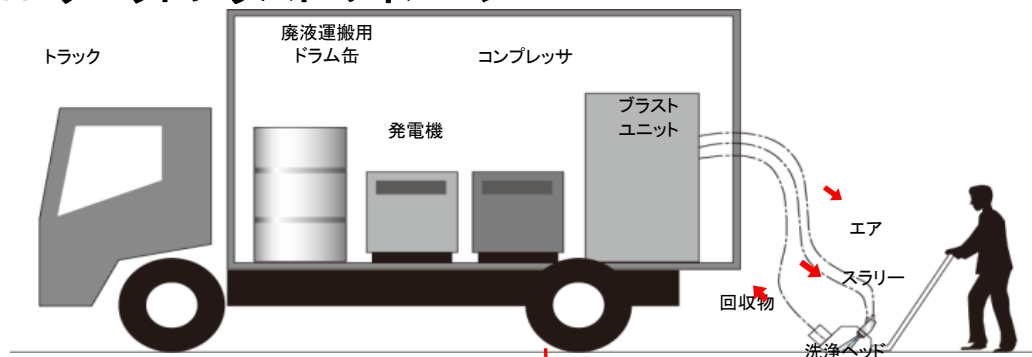 トラック
廃液運搬用
ドラム缶
コンプレッサ
発電機
ブラスト
ユニット
エア
スラリー
回収物
洗浄ヘッド